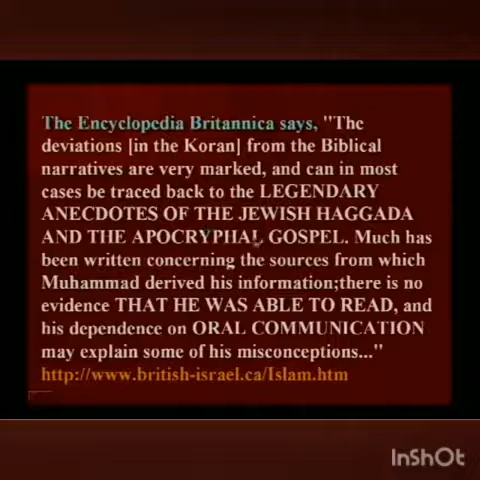 The Encyclopedia Britannica says, "The
deviations [in the Koran] from the Biblical
narratives are very marked, and can in most
cases be traced back to the LEGENDARY
ANECDOTES OF THE JEWISH HAGGADA
AND THE APOCRYPHAL GOSPEL. Much has
been written concerning the sources from which
Muhammad derived his information;there is no
evidence THAT HE WAS ABLE TO READ, and
his dependence on ORAL COMMUNICATION
may explain some of his misconceptions..."
http://www.british-israel.ca/Islam.htm
InShOt